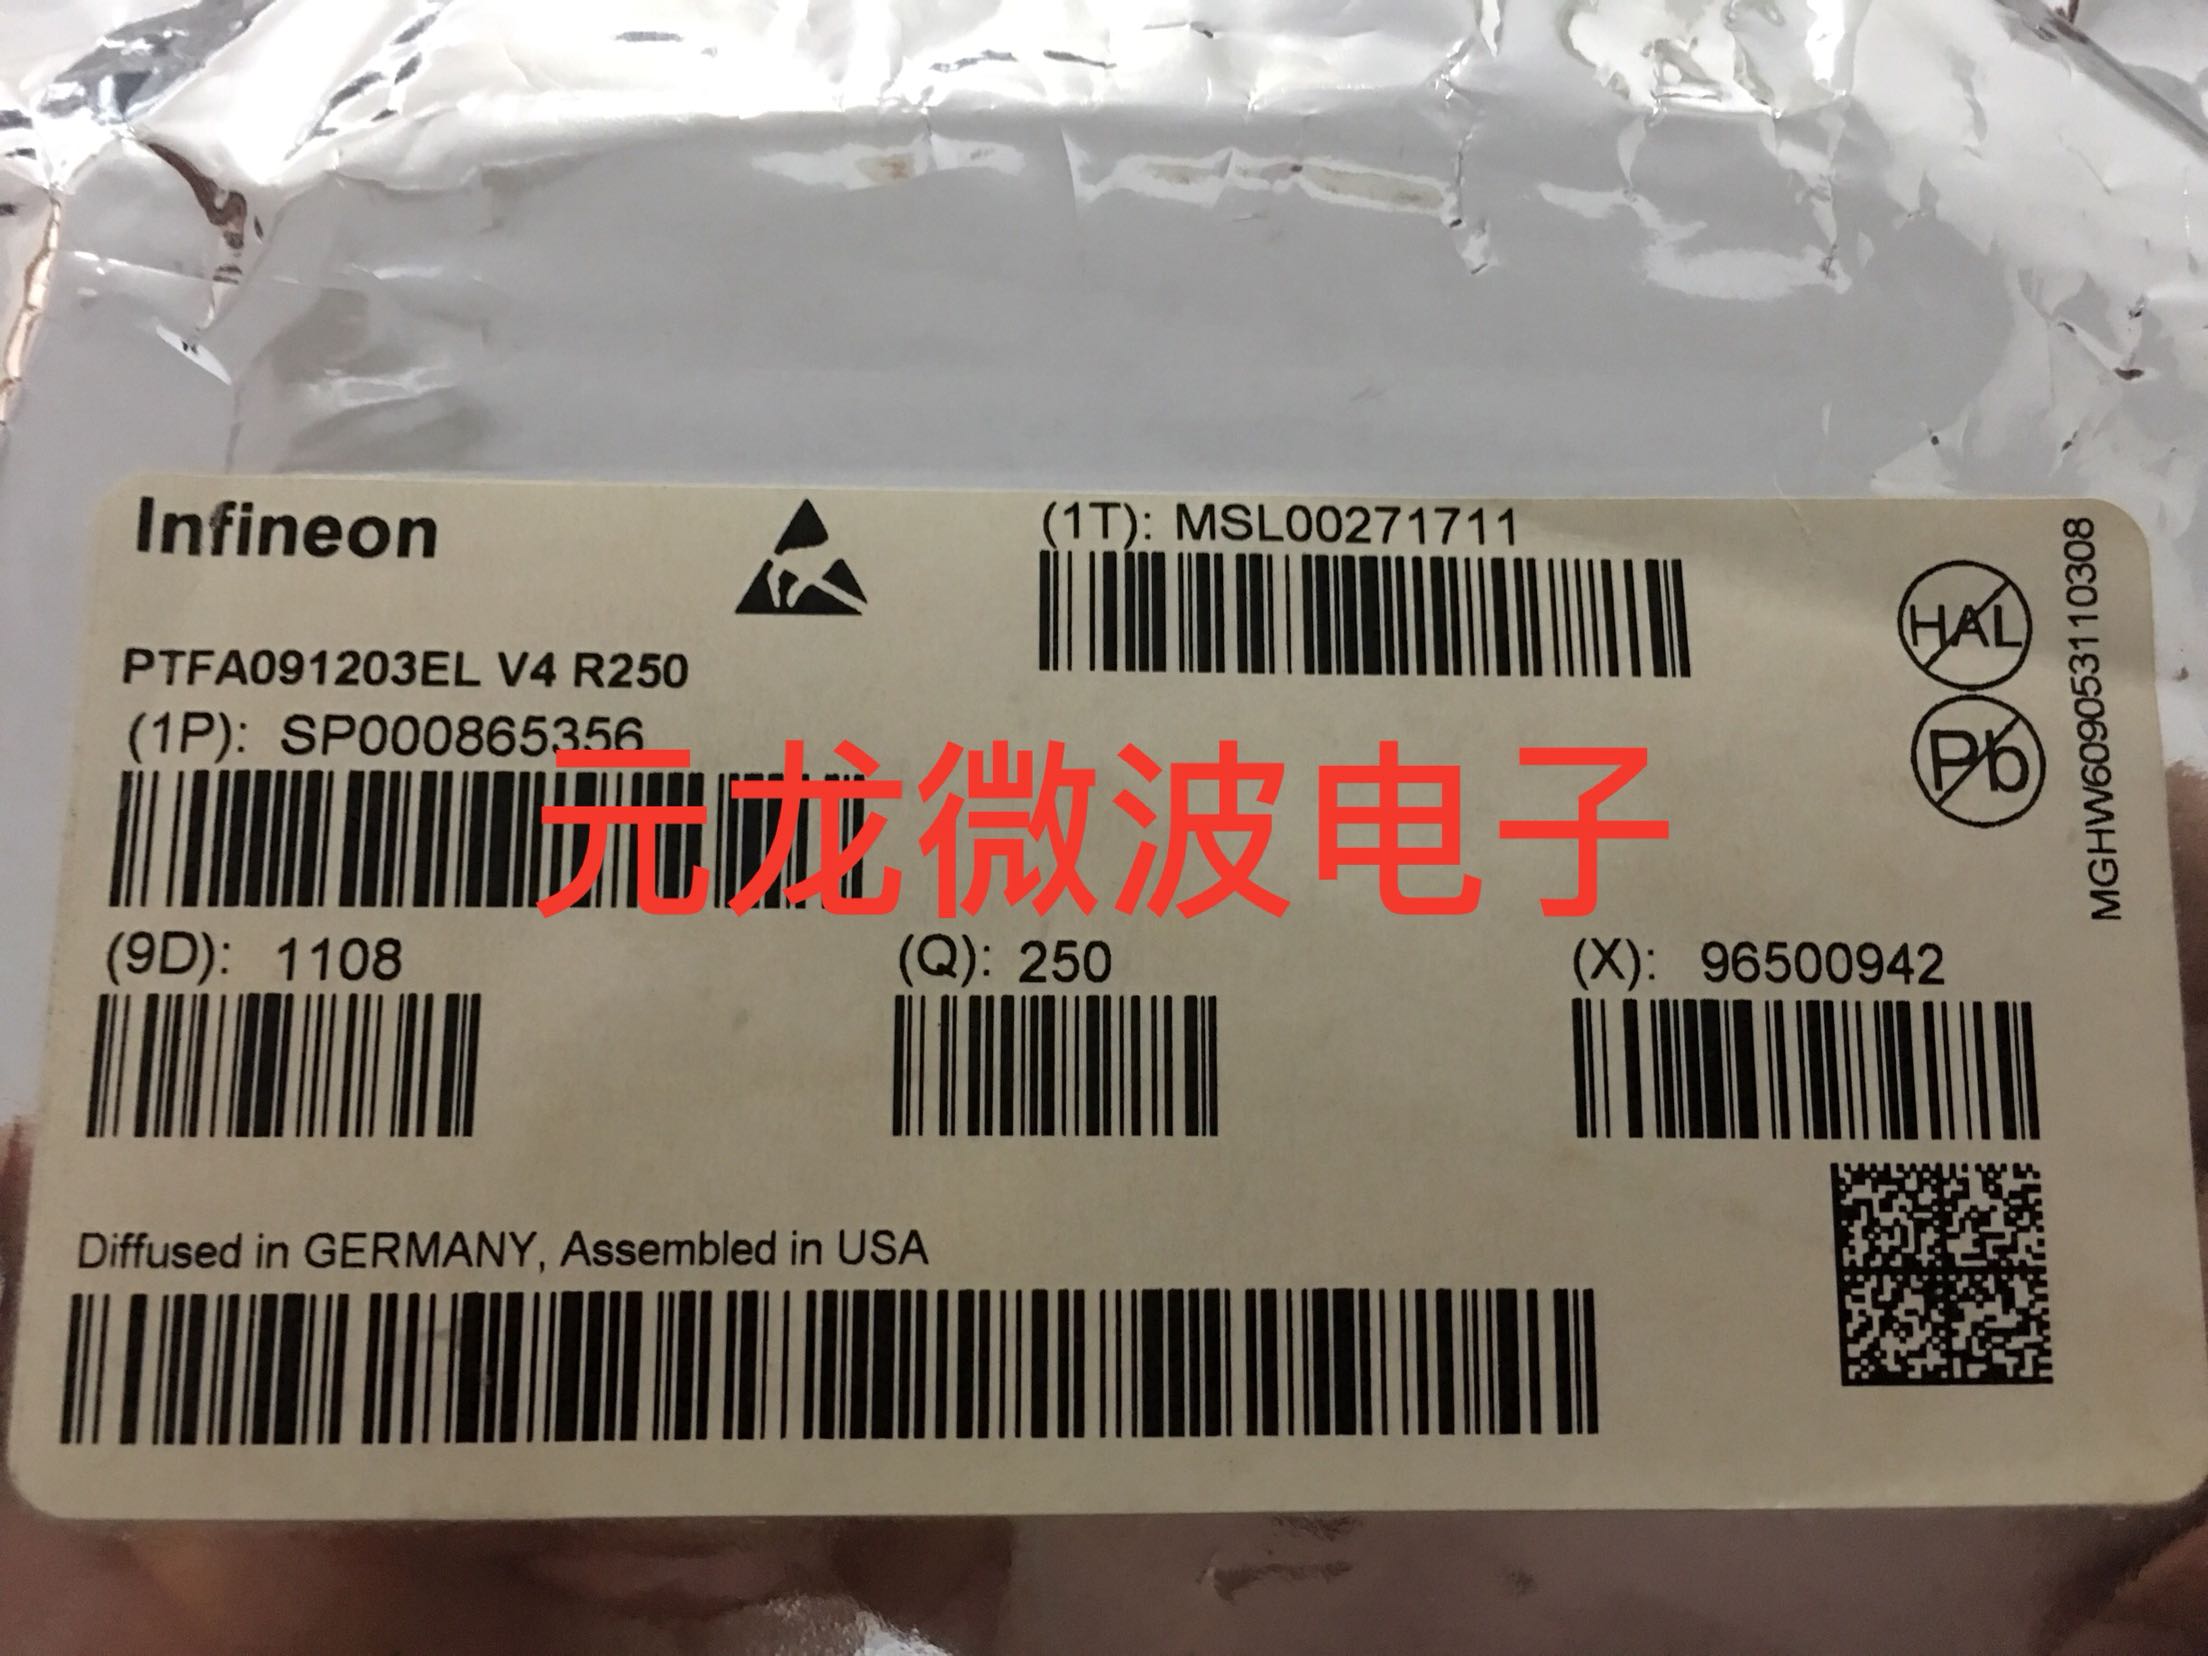 Infineon
(1T): MSL00271711
HAL
Pb
MGHW609053110308
PTFA091203EL V4 R250
(1P): SP000865356
元龙微波电子
(9D): 1108
(Q): 250
(X): 96500942
Diffused in GERMANY, Assembled in USA